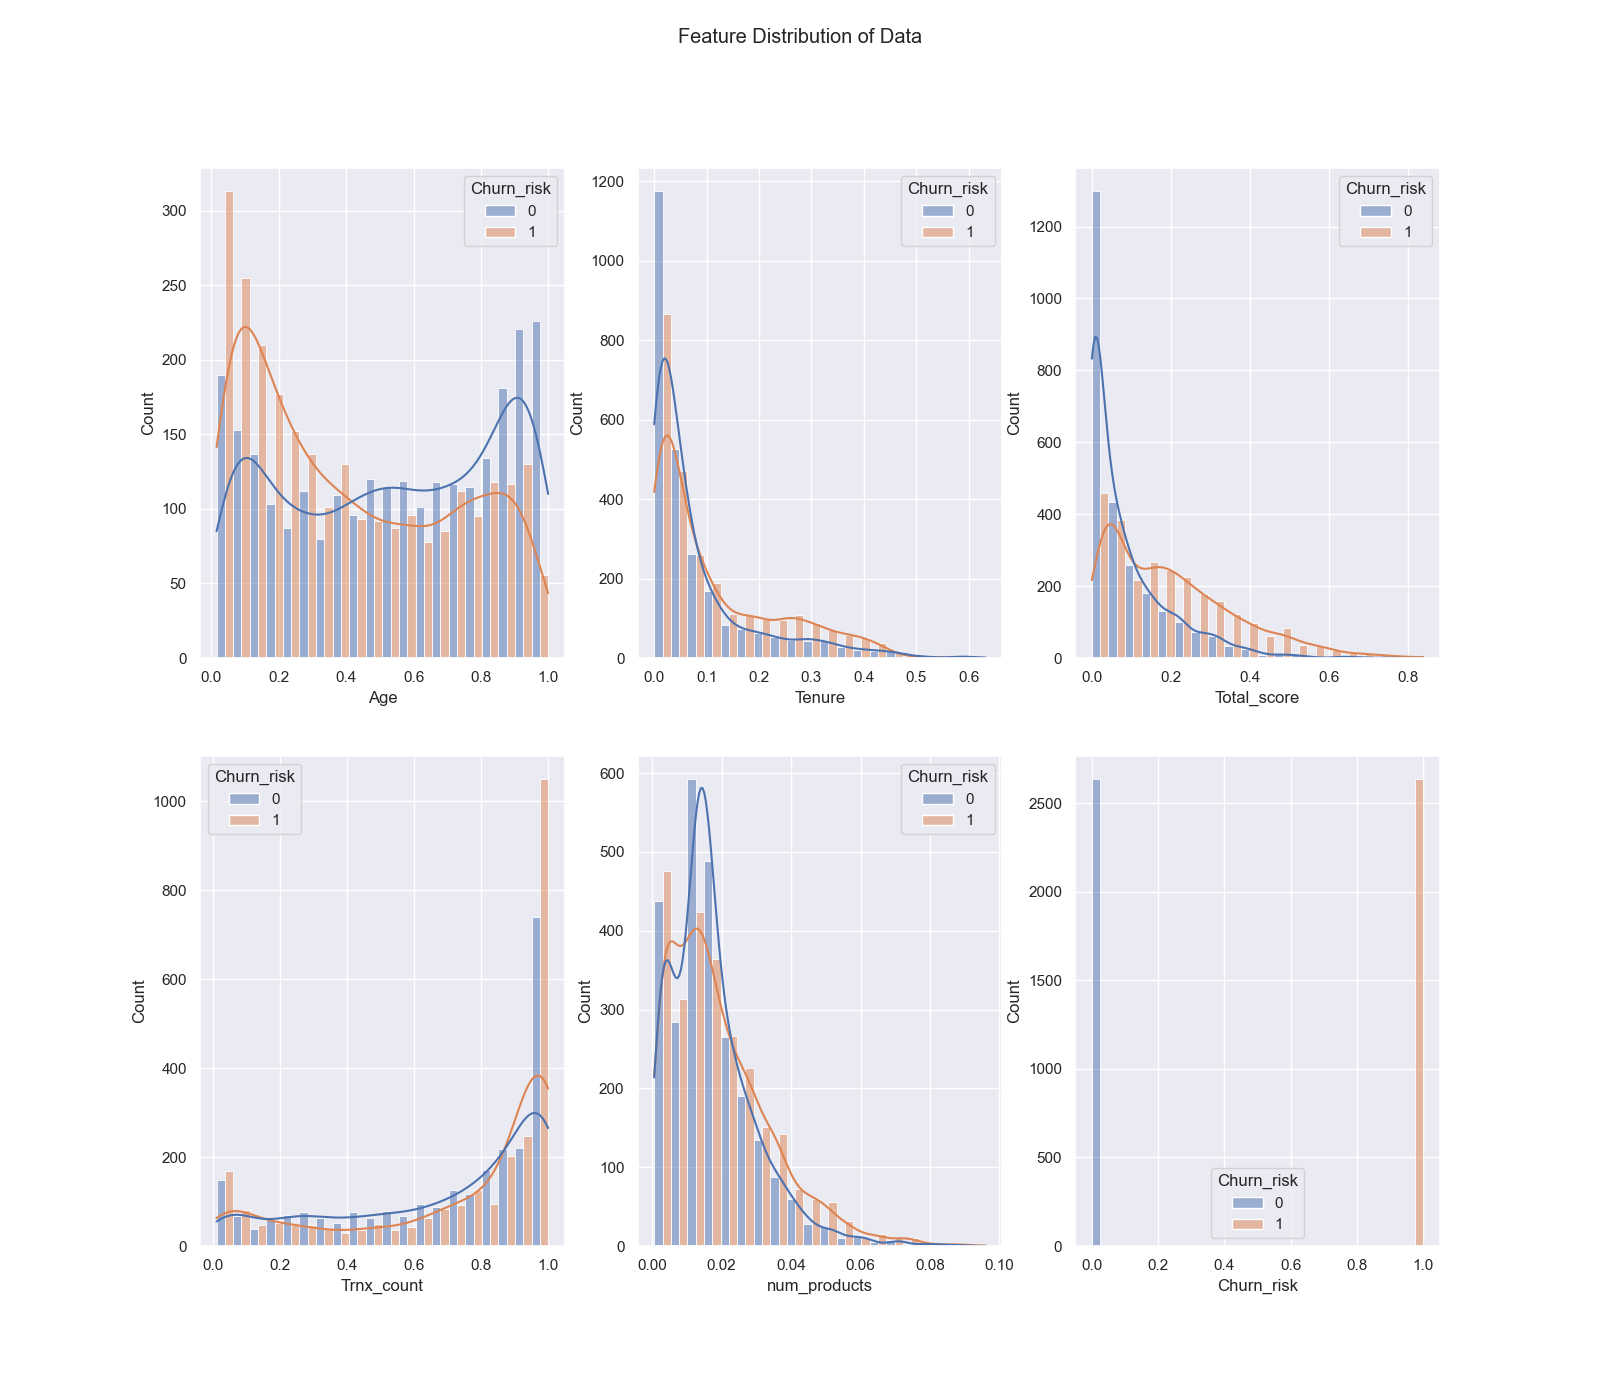 Feature Distribution of Data
Churn_risk
0
1
300
250
200
150
100
50
0
Count
0.0 0.2 0.4 0.6 0.8 1.0
Age
Churn_risk
0
1
1200
1000
800
600
400
200
0
Count
0.0 0.1 0.2 0.3 0.4 0.5 0.6
Tenure
Churn_risk
0
1
1200
1000
800
600
400
200
0
Count
0.0 0.2 0.4 0.6 0.8
Total_score
Churn_risk
0
1
1000
800
600
400
200
0
Count
0.0 0.2 0.4 0.6 0.8 1.0
Trnx_count
Churn_risk
0
1
600
500
400
300
200
100
0
Count
0.00 0.02 0.04 0.06 0.08 0.10
num_products
2500
2000
1500
1000
500
0
Count
Churn_risk
0
1
0.0 0.2 0.4 0.6 0.8 1.0
Churn_risk